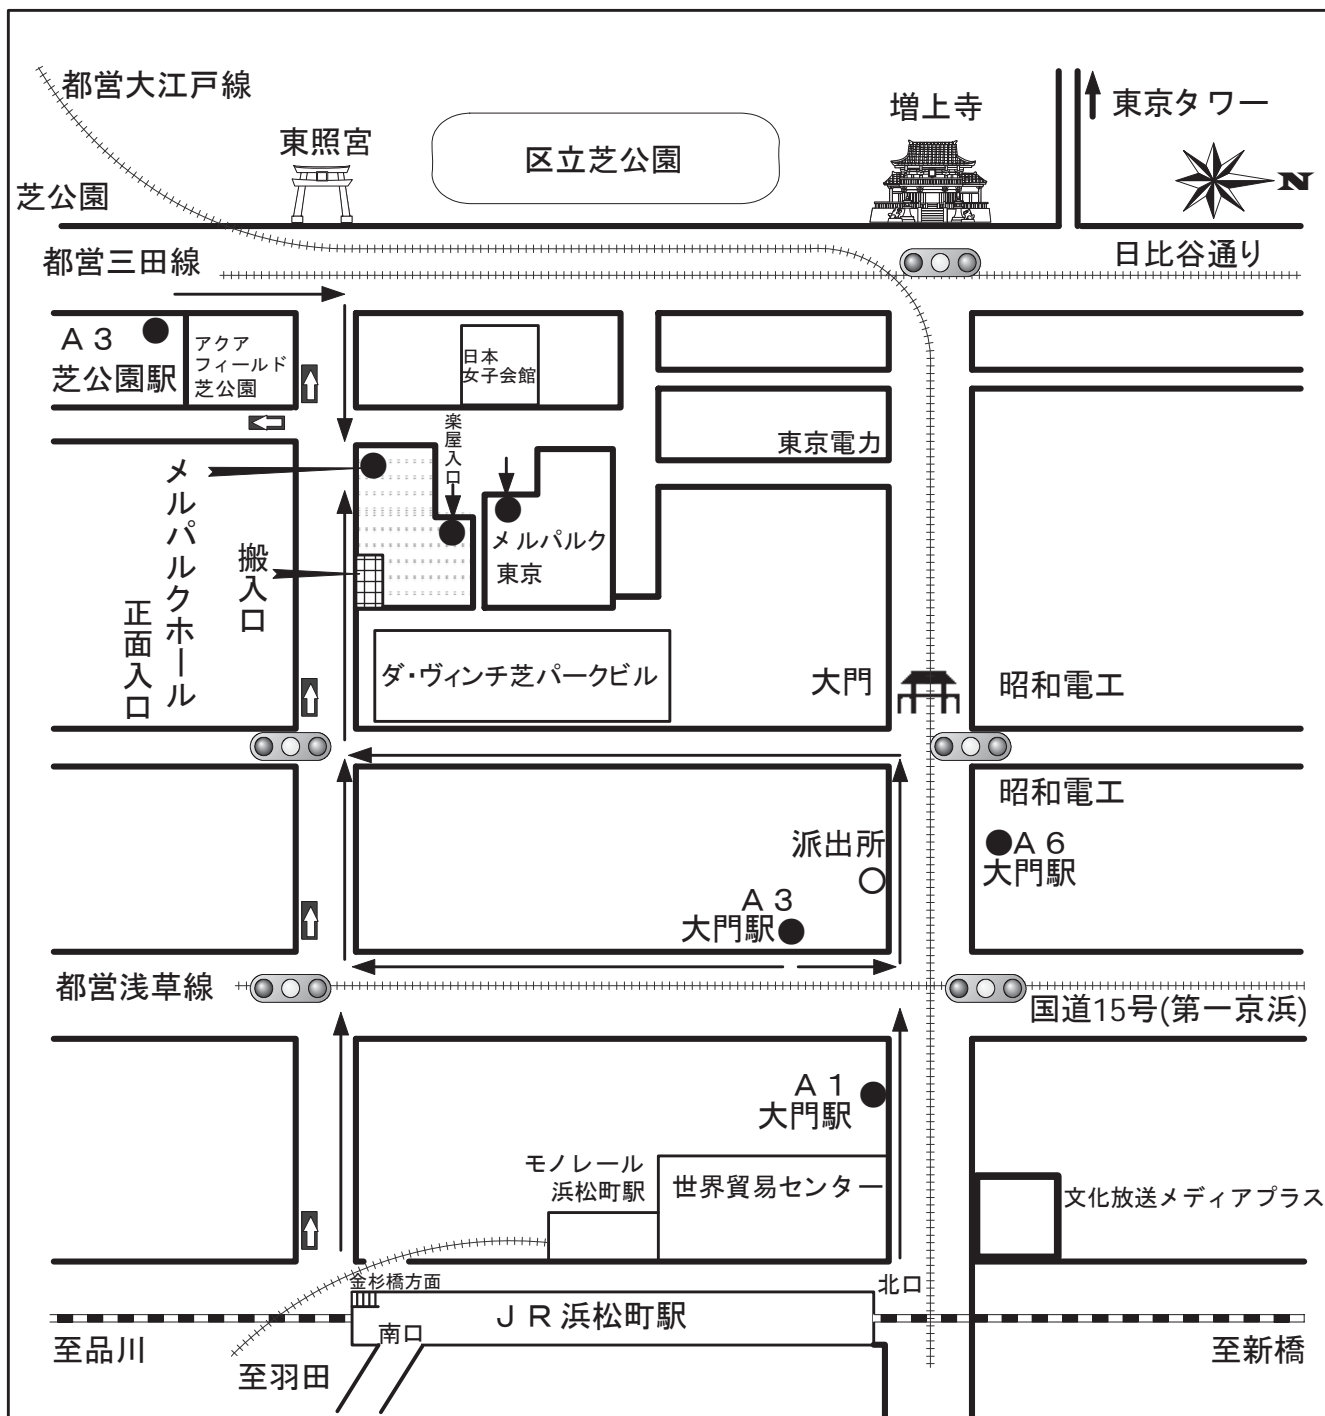 都営大江戸線
東照宮
区立芝公園
増上寺
東京タワー
N
芝公園
都営三田線
日比谷通り
A 3
芝公園駅
アクア
フィールド
芝公園
日本
女子会館
楽屋入口
東京電力
メルパルクホール
正面入口
搬入口
メルパルク
東京
ダ・ヴィンチ芝パークビル
大門
昭和電工
昭和電工
派出所
A 6
大門駅
A 3
大門駅
都営浅草線
国道15号(第一京浜)
A 1
大門駅
モノレール
浜松町駅
世界貿易センター
文化放送メディアプラス
金杉橋方面
北口
JR浜松町駅
南口
至品川
至羽田
至新橋